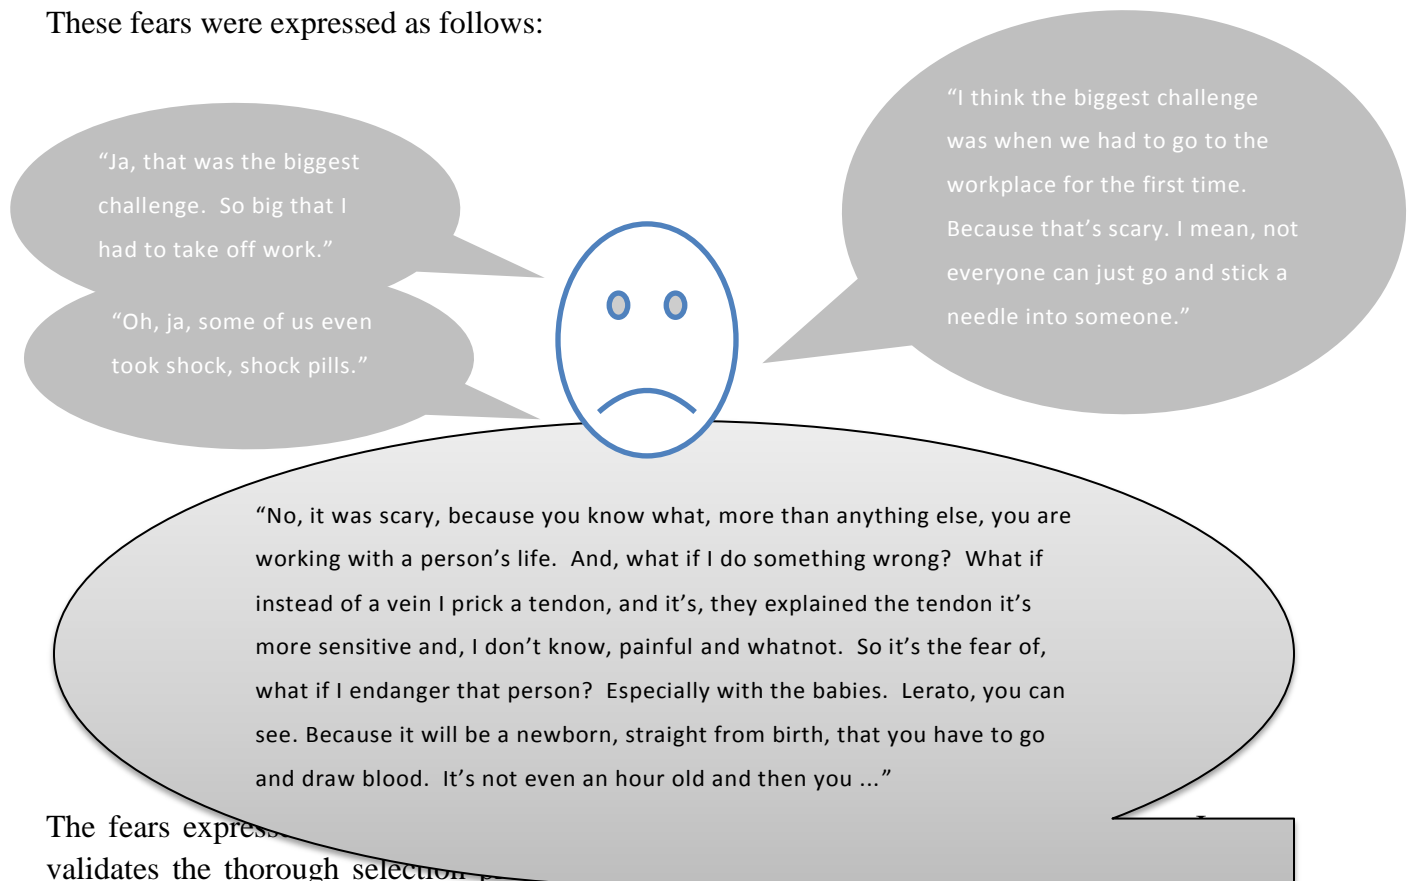 These fears were expressed as follows:
“Ja, that was the biggest
challenge.  So big that I
had to take off work.”
“Oh, ja, some of us even
took shock, shock pills.”
“I think the biggest challenge
was when we had to go to the
workplace for the first time.
Because that’s scary. I mean, not
everyone can just go and stick a
needle into someone.”
“No, it was scary, because you know what, more than anything else, you are
working with a person’s life.  And, what if I do something wrong?  What if
instead of a vein I prick a tendon, and it’s, they explained the tendon it’s
more sensitive and, I don’t know, painful and whatnot.  So it’s the fear of,
what if I endanger that person?  Especially with the babies.  Lerato, you can
see. Because it will be a newborn, straight from birth, that you have to go
and draw blood.  It’s not even an hour old and then you ...”
The fears
validates the thorough selection